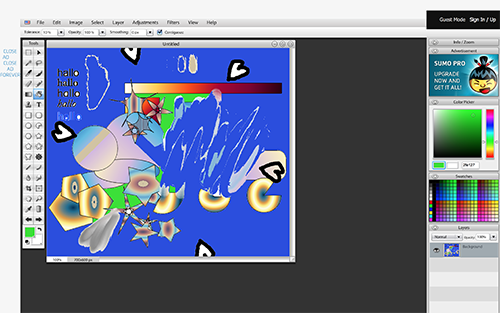 File Edit Image Select Layer Adjustments Filters View Help
Guest Mode Sign In / Up
Tolerance: Opacity: 100% Smoothing: Contiguous
CLOSE
AD
CLOSE
AD
FOREVER
Tools
Untitled
hello
hello
hello
Info / Zoom
Advertisement
SUMO PRO
UPGRADE
NOW AND
GET IT ALL!
Color Picker
Swatches
Layers
Normal Opacity:
Background
100%